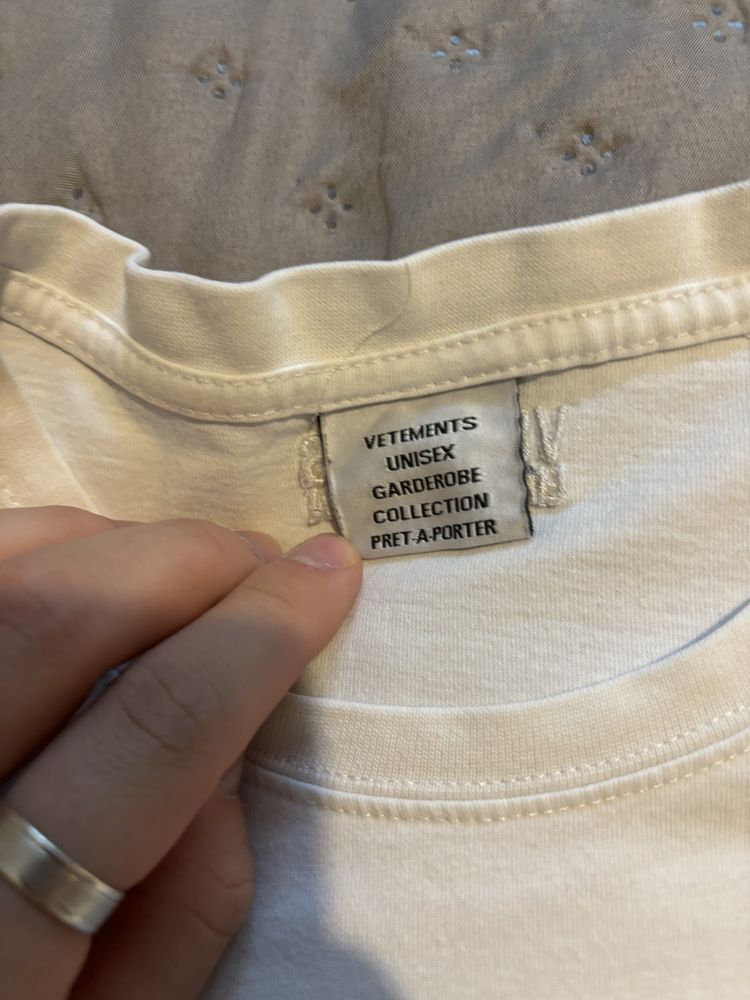 VETEMENTS
UNISEX
GARDEROBE
COLLECTION
PRET-A-PORTER